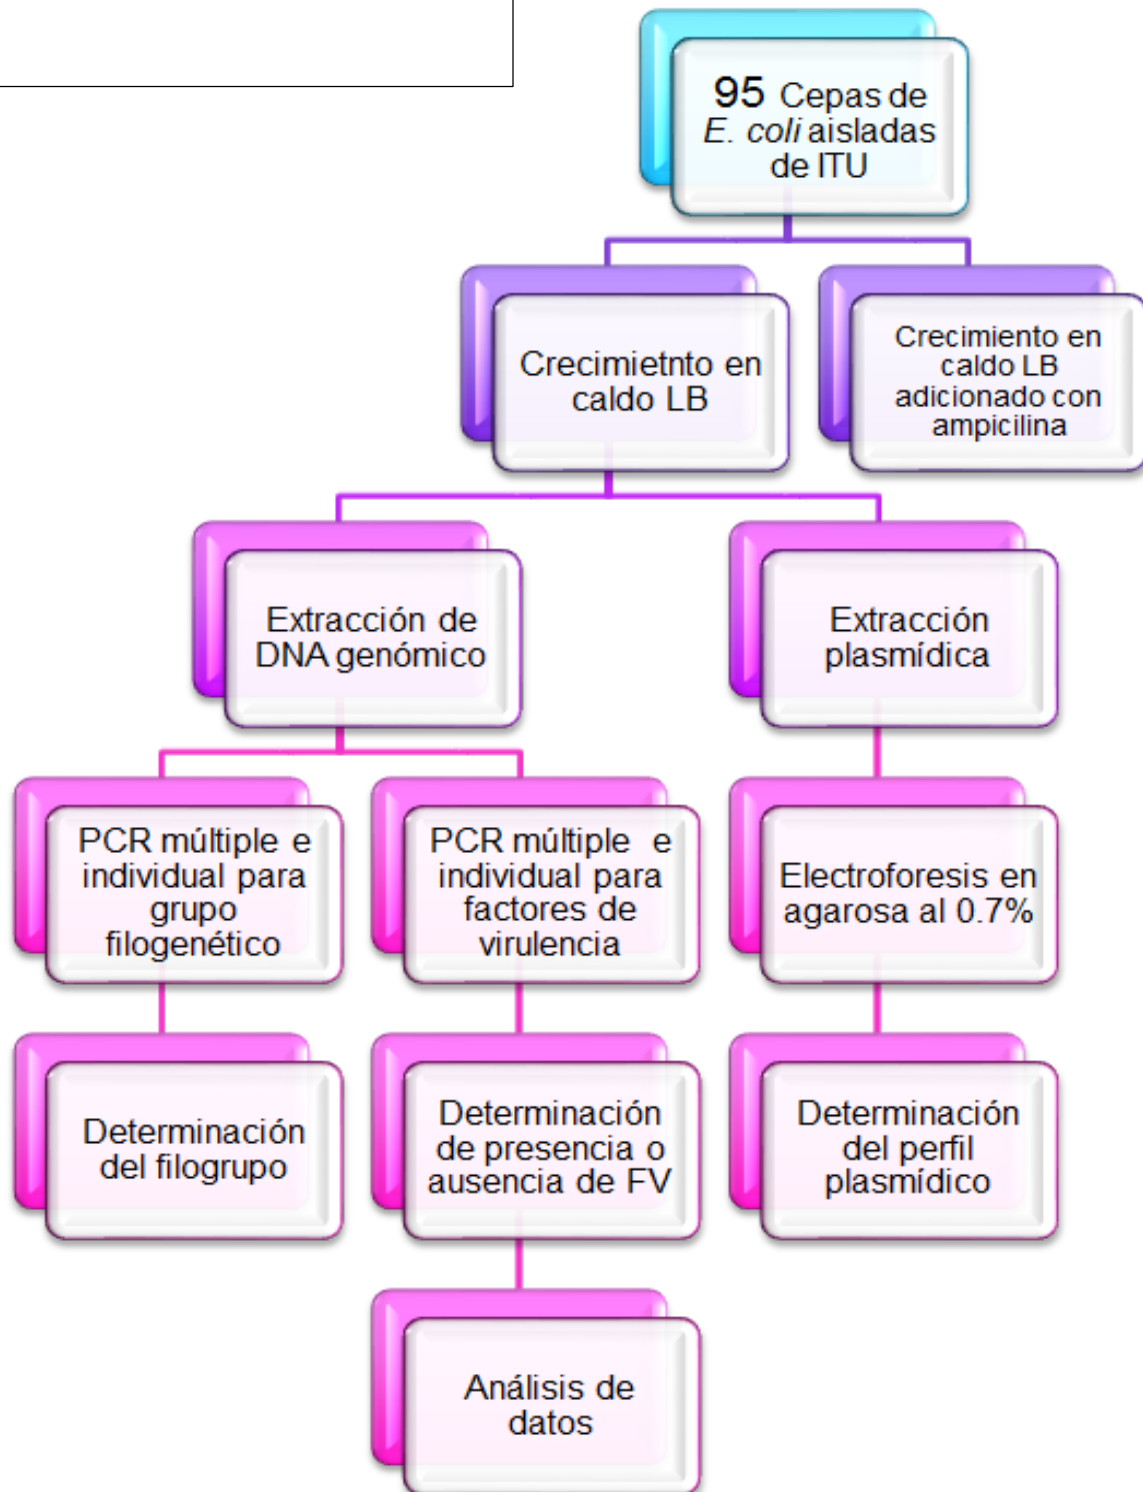 95 Cepas de
E. coli aisladas
de ITU
Crecimietnto en
caldo LB
Crecimiento en
caldo LB
adicionado con
ampicilina
Extracción de
DNA genómico
Extracción
plasmídica
PCR múltiple e
individual para
grupo
filogenético
PCR múltiple e
individual para
factores de
virulencia
Electroforesis en
agarosa al 0.7%
Determinación
del filogrupo
Determinación
de presencia o
ausencia de FV
Determinación
del perfil
plasmídico
Análisis de
datos